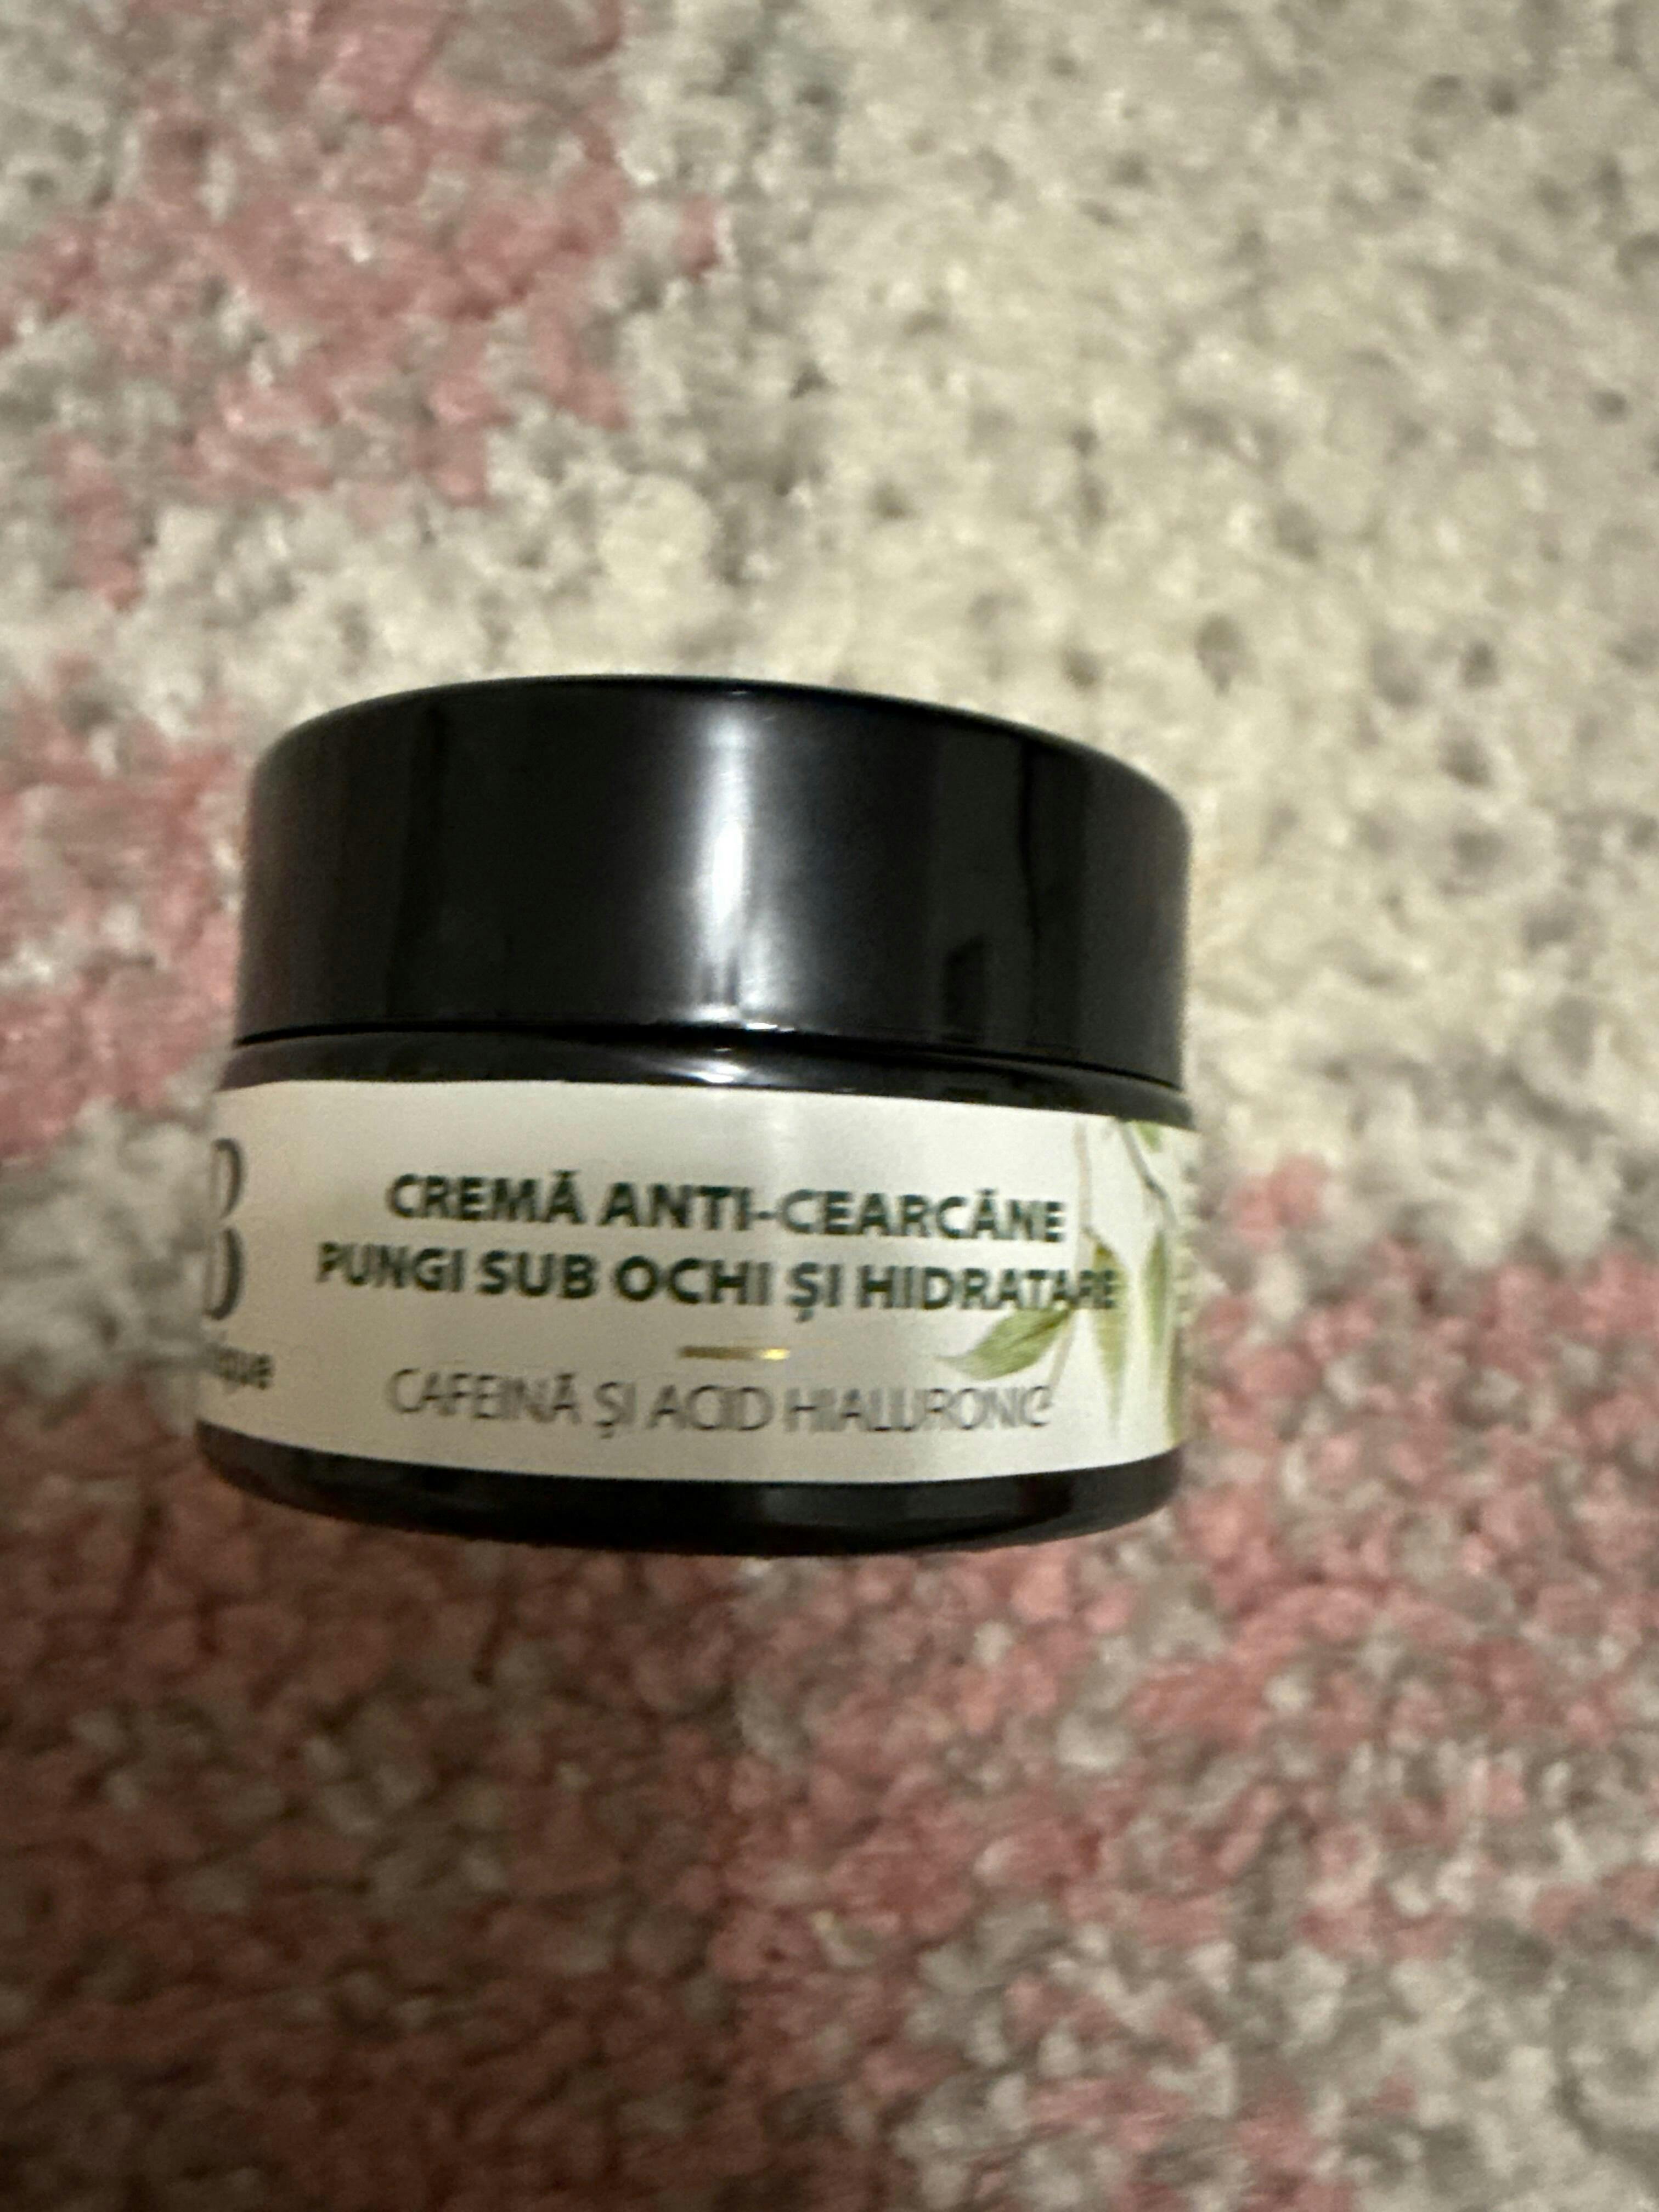 CREMĂ ANTI-CEARCĂNE
PUNGI SUB OCHI ȘI HIDRATARE
CAFEINĂ ȘI ACID HIALURONIC